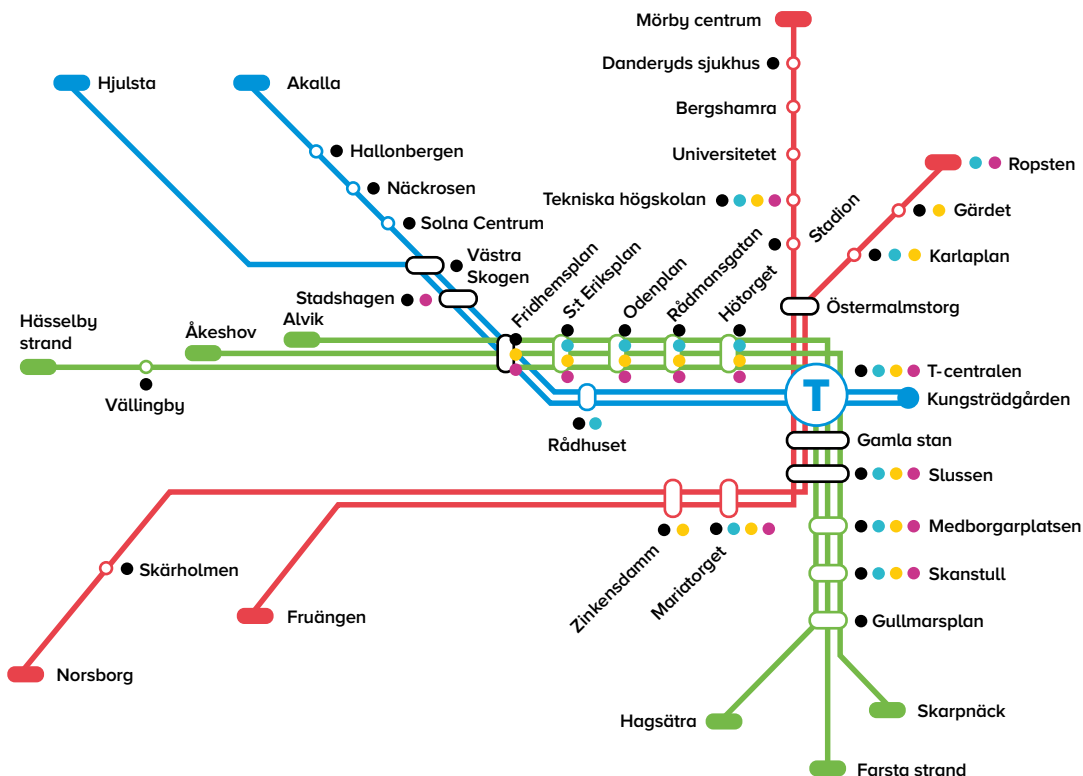 Mörby centrum
Danderyds sjukhus
Hjulsta
Akalla
Bergshamra
Hallonbergen
Universitetet
Ropsten
Näckrosen
Tekniska högskolan
Gärdet
Solna Centrum
Stadion
Västra
Skogen
Karlaplan
Stadshagen
Fridhemsplan
S:t Eriksplan
Odenplan
Rådmansgatan
Hötorget
Östermalmstorg
Hässelby
strand
Åkeshov
Alvik
T-centralen
T
Kungsträdgården
Vällingby
Rådhuset
Gamla stan
Slussen
Medborgarplatsen
Skärholmen
Zinkensdamm
Mariatorget
Skanstull
Fruängen
Gullmarsplan
Norsborg
Hagsätra
Skarpnäck
Farsta strand